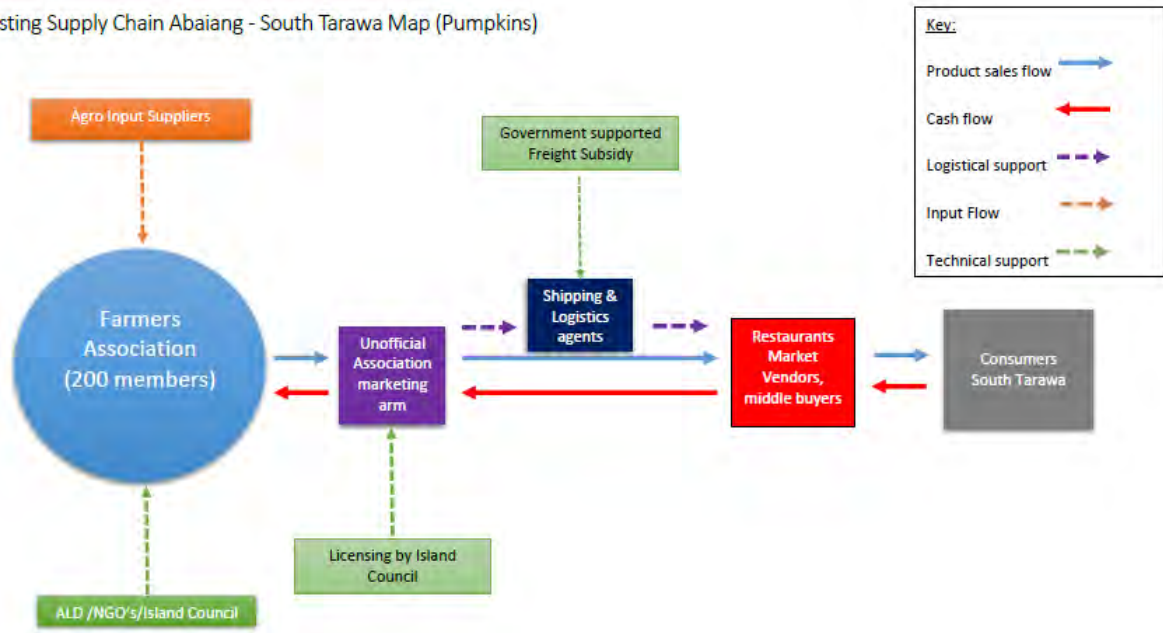 sting Supply Chain Abaiang - South Tarawa Map (Pumpkins)
Key:
Product sales flow
Cash flow
Logistical support
Input Flow
Technical support
Agro Input Suppliers
Government supported
Freight Subsidy
Farmers
Association
(200 members)
Unofficial
Association
marketing
arm
Shipping &
Logistics
agents
Restaurants
Market
Vendors,
middle buyers
Consumers
South Tarawa
Licensing by Island
Council
ALD /NGO's/Island Council